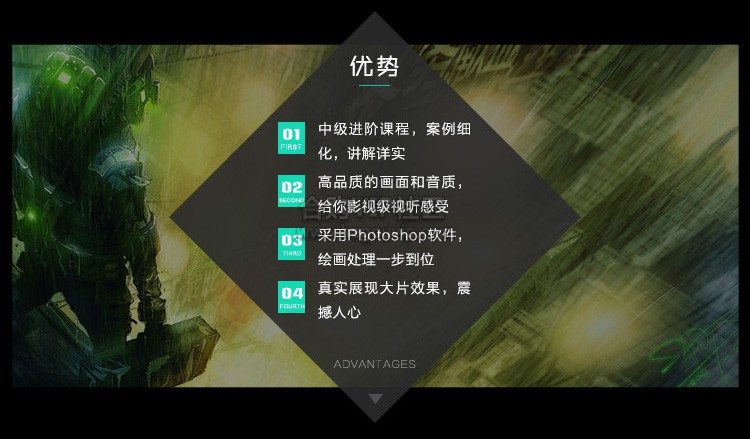 优势
01
FIRST
中级进阶课程，案例细
化，讲解详实
02
SECOND
高品质的画面和音质，
给你影视级视听感受
03
THIRD
采用Photoshop软件，
绘画处理一步到位
04
FOURTH
真实展现大片效果，震
撼人心
ADVANTAGES